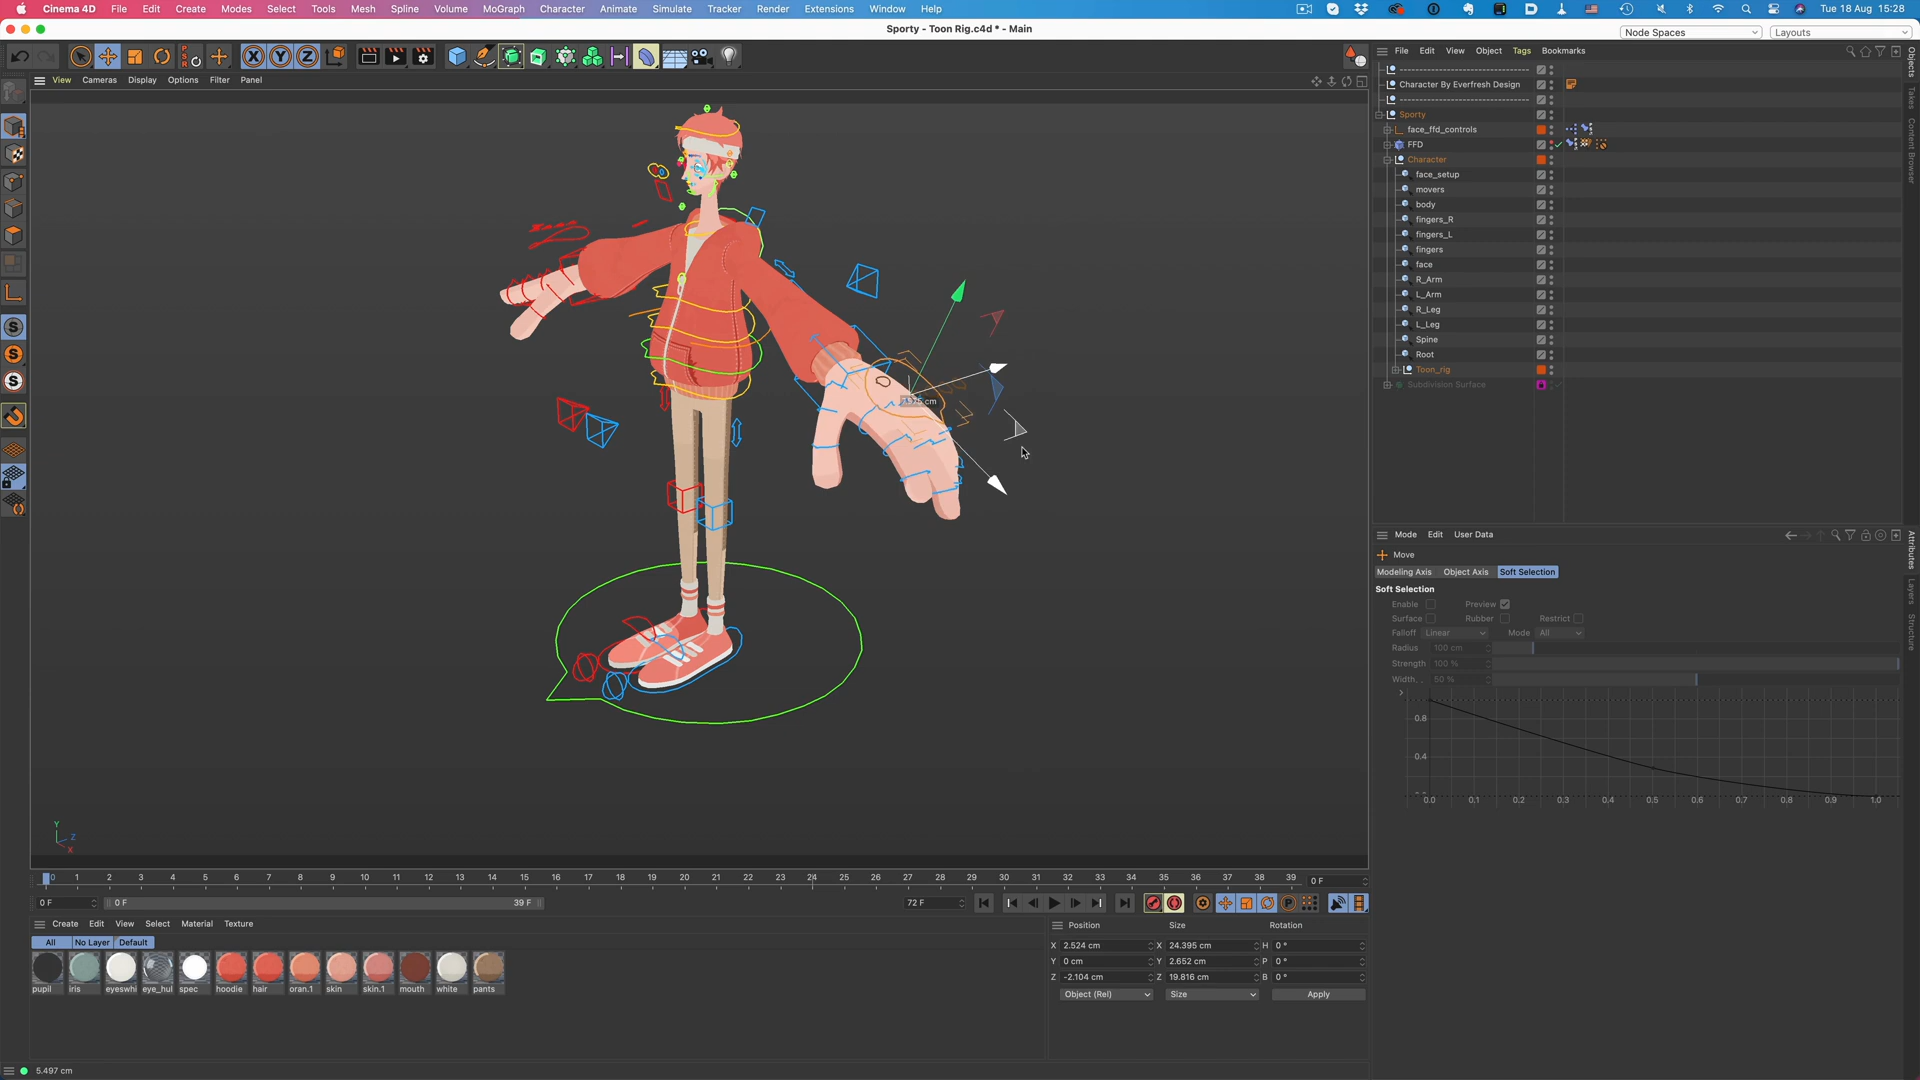 Cinema 4D File Edit Create Modes Select Tools Mesh Spline Volume MoGraph Character Animate Simulate Tracker Render Extensions Window Help Tue 18 Aug 15:28
Sporty - Toon Rig.c4d * - Main
Node Spaces Layouts
View Cameras Display Options Filter Panel
File Edit View Object Tags Bookmarks
Character By Everfresh Design
Sporty
face_ffd_controls
FFD
Character
face_setup
movers
body
fingers_R
fingers_L
fingers
face
R_Arm
L_Arm
R_Leg
L_Leg
Spine
Root
Toon_rig
Subdivision Surface
Objects
Takes
Content Browser
Mode Edit User Data
Move
Modeling Axis Object Axis Soft Selection
Soft Selection
Enable Preview
Surface Rubber Restrict
Falloff Linear Mode All
Radius 100 cm
Strength 100 %
Width. . 50 %
0.8
0.4
0.0 0.1 0.2 0.3 0.4 0.5 0.6 0.7 0.8 0.9 1.0
Attributes
Layers
Structure
Y
Z
X
0 1 2 3 4 5 6 7 8 9 10 11 12 13 14 15 16 17 18 19 20 21 22 23 24 25 26 27 28 29 30 31 32 33 34 35 36 37 38 39 0 F
0 F 0 F 39 F 72 F
Create Edit View Select Material Texture
All No Layer Default
pupil iris eyeswhi eye_hul spec hoodie hair oran.1 skin skin.1 mouth white pants
Position Size Rotation
X 2.524 cm X 24.395 cm H 0 °
Y 0 cm Y 2.652 cm P 0 °
Z -2.104 cm Z 19.816 cm B 0 °
Object (Rel) Size Apply
5.497 cm